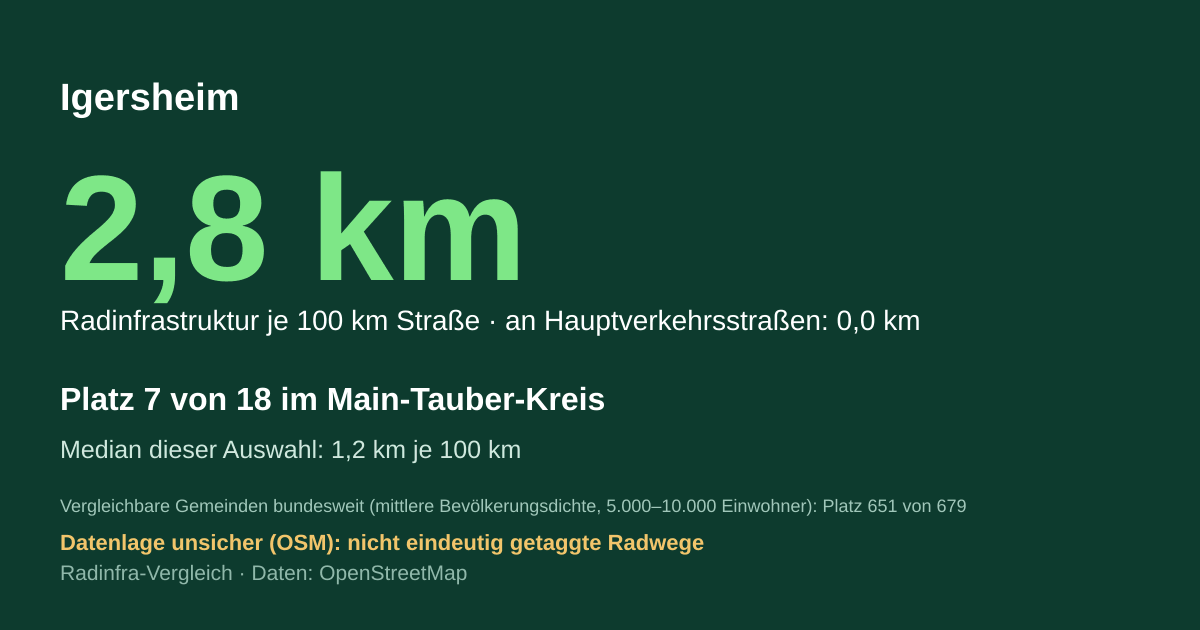 Igersheim
2,8 km
Radinfrastruktur je 100 km Straße · an Hauptverkehrsstraßen: 0,0 km
Platz 7 von 18 im Main-Tauber-Kreis
Median dieser Auswahl: 1,2 km je 100 km
Vergleichbare Gemeinden bundesweit (mittlere Bevölkerungsdichte, 5.000–10.000 Einwohner): Platz 651 von 679
Datenlage unsicher (OSM): nicht eindeutig getaggte Radwege
Radinfra-Vergleich · Daten: OpenStreetMap